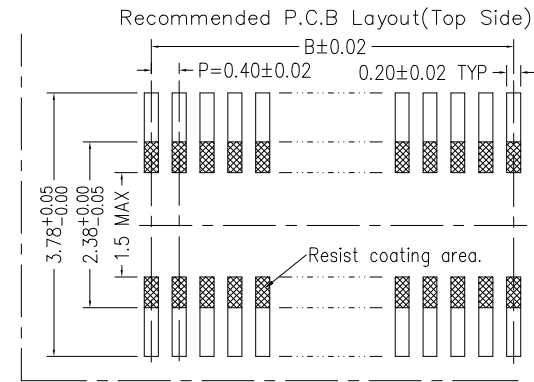 Recommended P.C.B Layout(Top Side)
B±0.02
P=0.40±0.02
0.20±0.02 TYP
3.78+0.05
-0.00
2.38+0.00
-0.05
1.5 MAX
Resist coating area.